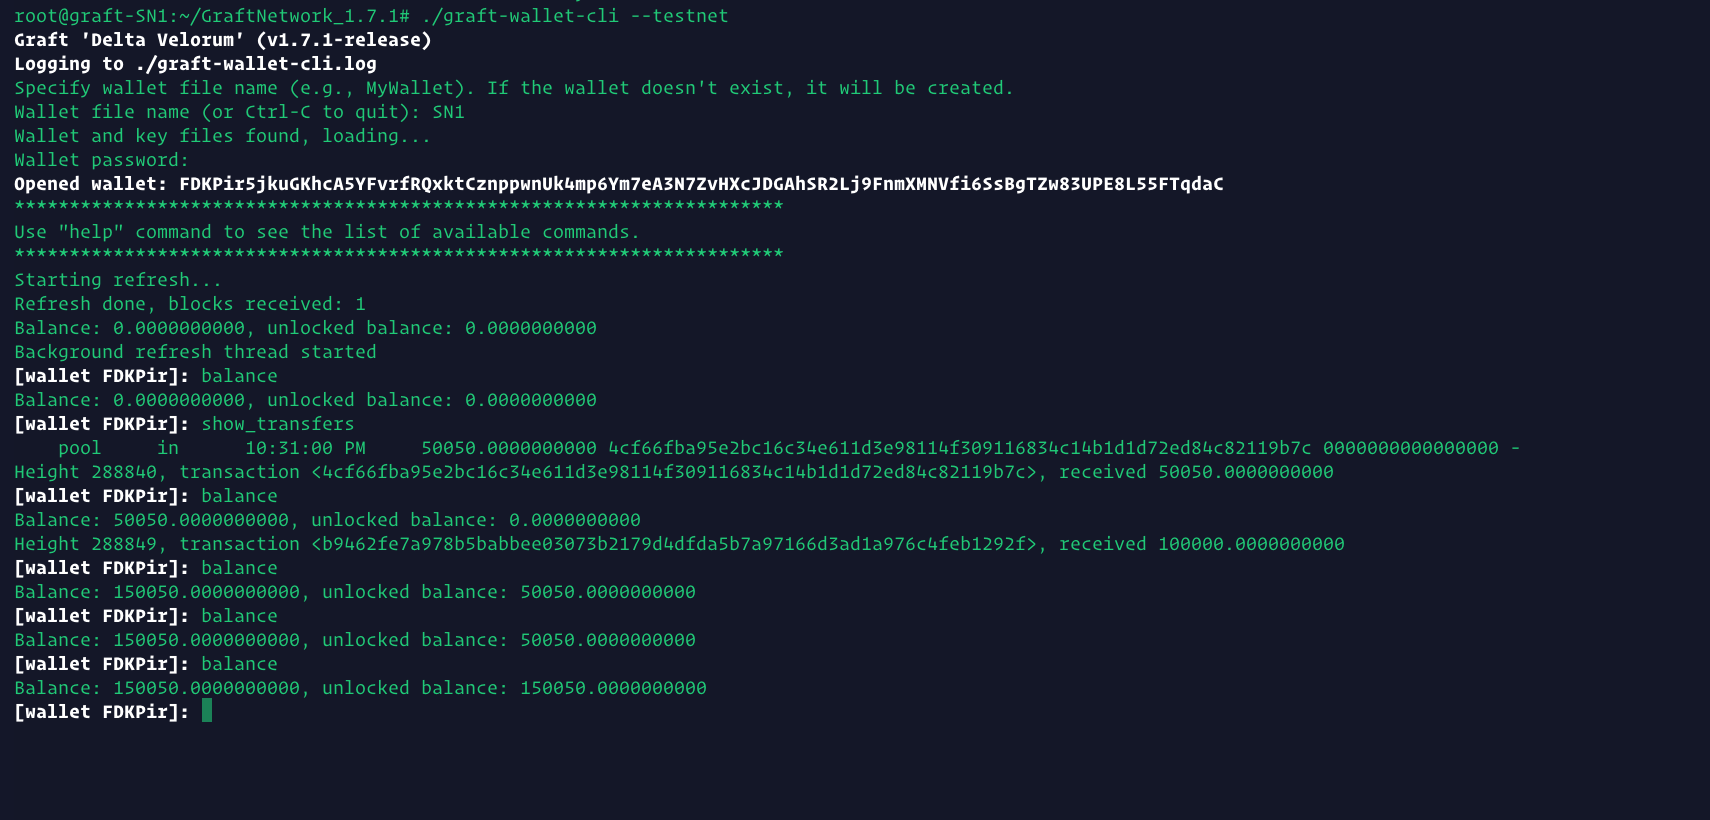 root@graft-SN1:~/GraftNetwork_1.7.1# ./graft-wallet-cli --testnet
Graft 'Delta Velorum' (v1.7.1-release)
Logging to ./graft-wallet-cli.log
Specify wallet file name (e.g., MyWallet). If the wallet doesn't exist, it will be created.
Wallet file name (or Ctrl-C to quit): SN1
Wallet and key files found, loading...
Wallet password:
Opened wallet: FDKPir5jkuGKhcA5YFvrfRQxktCznppwnUk4mp6Ym7eA3N7ZvHXcJDGAhSR2Lj9FnmXMNVfi6SsBgTZw83UPE8L55FTqdaC
**********************************************************************
Use "help" command to see the list of available commands.
**********************************************************************
Starting refresh...
Refresh done, blocks received: 1
Balance: 0.0000000000, unlocked balance: 0.0000000000
Background refresh thread started
[wallet FDKPir]: balance
Balance: 0.0000000000, unlocked balance: 0.0000000000
[wallet FDKPir]: show_transfers
pool in 10:31:00 PM 50050.0000000000 4cf66fba95e2bc16c34e611d3e98114f309116834c14b1d1d72ed84c82119b7c 0000000000000000 -
Height 288840, transaction <4cf66fba95e2bc16c34e611d3e98114f309116834c14b1d1d72ed84c82119b7c>, received 50050.0000000000
[wallet FDKPir]: balance
Balance: 50050.0000000000, unlocked balance: 0.0000000000
Height 288849, transaction <b9462fe7a978b5babbee03073b2179d4dfda5b7a97166d3ad1a976c4feb1292f>, received 100000.0000000000
[wallet FDKPir]: balance
Balance: 150050.0000000000, unlocked balance: 50050.0000000000
[wallet FDKPir]: balance
Balance: 150050.0000000000, unlocked balance: 50050.0000000000
[wallet FDKPir]: balance
Balance: 150050.0000000000, unlocked balance: 150050.0000000000
[wallet FDKPir]: